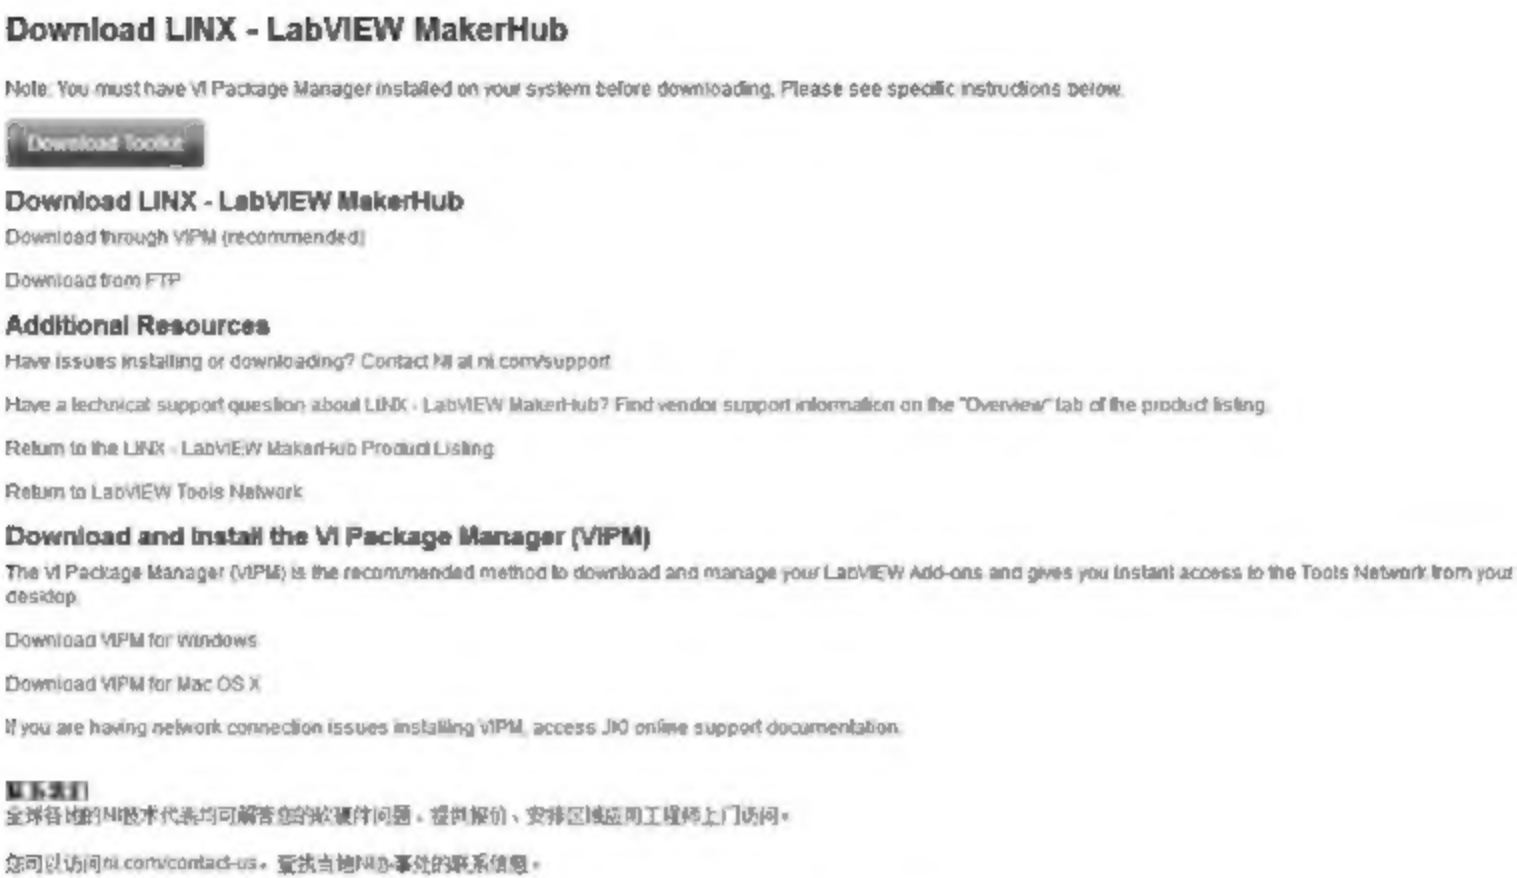 Download LINX - LabVIEW MakerHub
Note: You must have VI Package Manager installed on your system before downloading. Please see specific instructions below.
Download Toolkit
Download LINX - LabVIEW MakerHub
Download through VIPM (recommended)
Download from FTP
Additional Resources
Have issues installing or downloading? Contact NI at ni.com/support
Have a technical support question about LINX - LabVIEW MakerHub? Find vendor support information on the "Overview" tab of the product listing.
Return to the LINX - LabVIEW MakerHub Product Listing
Return to LabVIEW Tools Network
Download and Install the VI Package Manager (VIPM)
The VI Package Manager (VIPM) is the recommended method to download and manage your LabVIEW Add-ons and gives you instant access to the Tools Network from your
desktop.
Download VIPM for Windows
Download VIPM for Mac OS X
If you are having network connection issues installing VIPM, access JKI online support documentation.
联系我们
全球各地的NI技术代表均可解答您的软硬件问题、提供报价、安排区域应用工程师上门访问。
您可以访问ni.com/contact-us，查找当地NI办事处的联系信息。